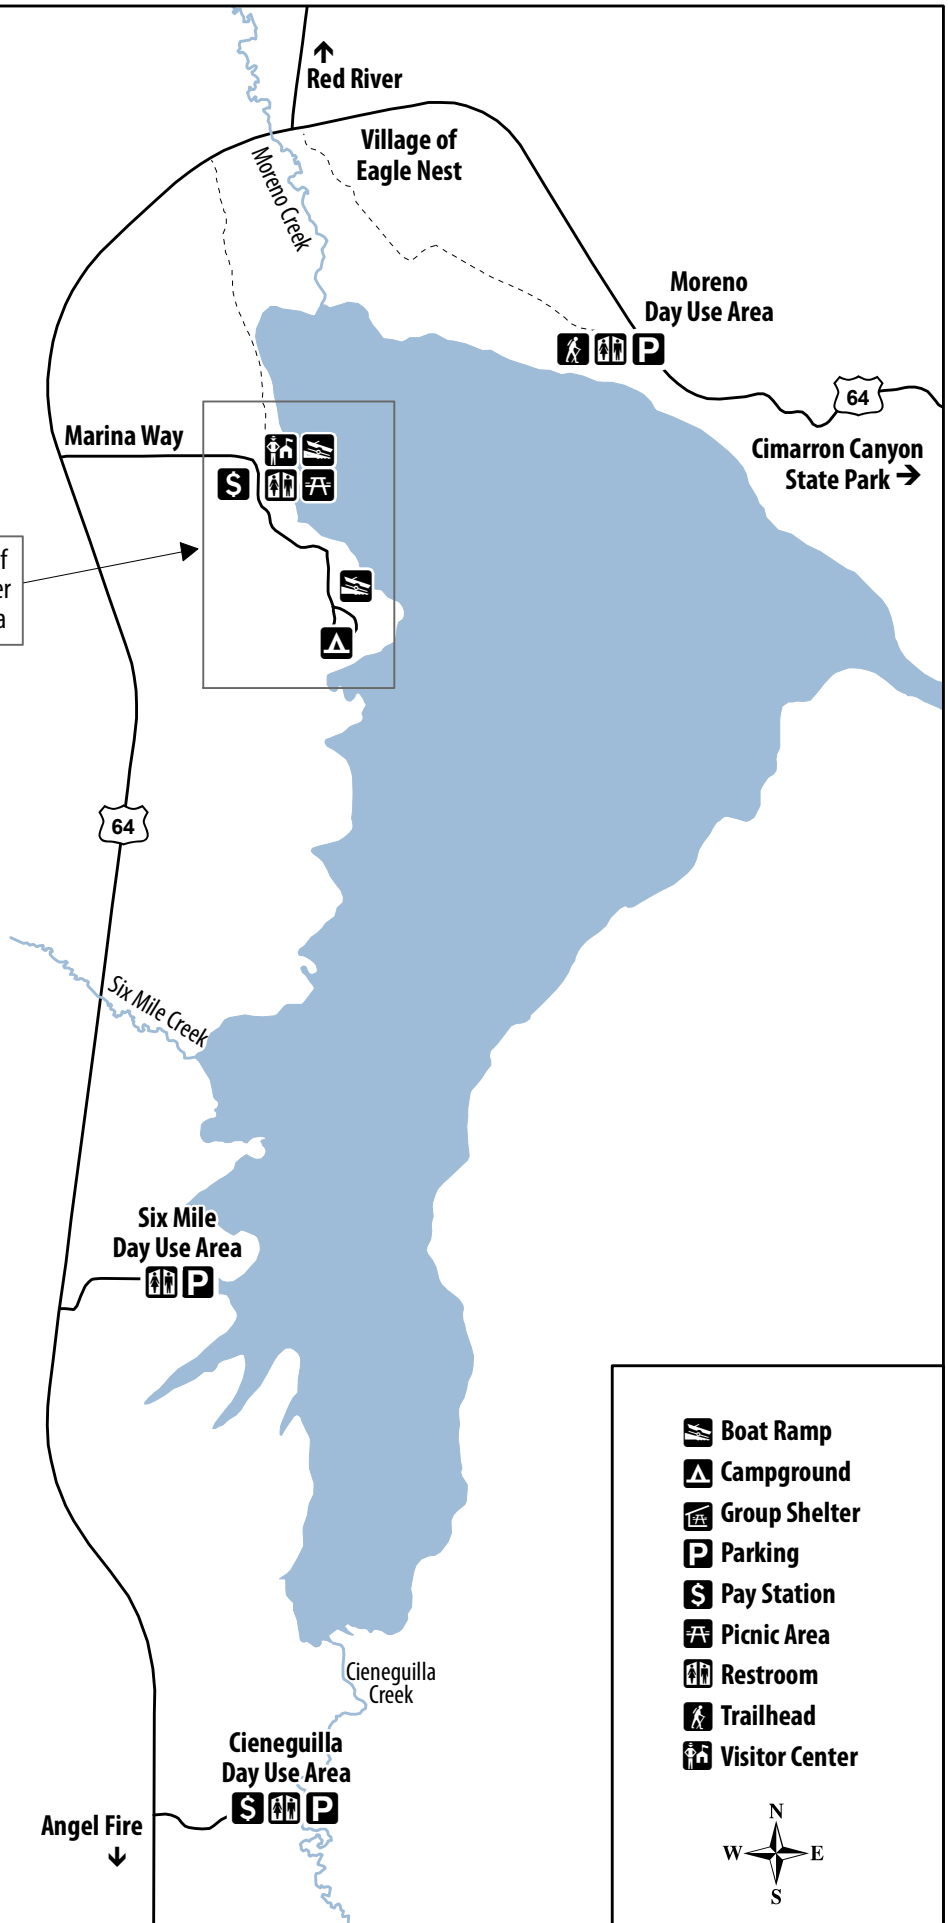 Red River
Village of
Eagle Nest
Moreno Creek
Moreno
Day Use Area
P
64
Marina Way
Cimarron Canyon
State Park
$
f
er
a
64
Six Mile Creek
Six Mile
Day Use Area
P
Boat Ramp
Campground
Group Shelter
P Parking
$ Pay Station
Picnic Area
Restroom
Trailhead
Visitor Center
Cieneguilla
Creek
Cieneguilla
Day Use Area
$ P
Angel Fire
N
W E
S